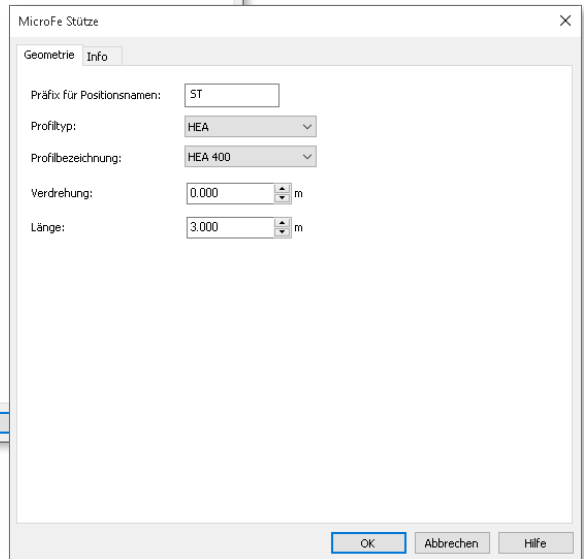 MicroFe Stütze
Geometrie Info
Präfix für Positionsnamen: ST
Profiltyp: HEA
Profilbezeichnung: HEA 400
Verdrehung: 0.000 m
Länge: 3.000 m
OK Abbrechen Hilfe